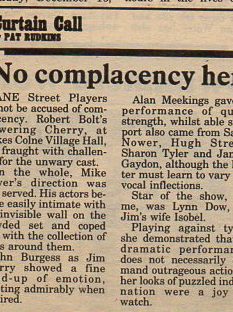 Curtain Call
PAT RUDKINS
No complacency
Street Players
not be accused of com-
cency. Robert Bolt's
wering Cherry, at
kes Colne Village Hall,
fraught with challen-
for the unwary cast.
n the whole, Mike
yer's direction was
served. His actors be-
e easily intimate with
invisible wall on the
wded set and coped
with the collection of
s around them.
hn Burgess as Jim
rry showed a fine
d-up of emotion,
ting admirably when
ired.
Alan Meekings gave
performance of qu
strength, whilst able s
port also came from Sa
Nower, Hugh Stre
Sharon Tyler and Jan
Gaydon, although the l
ter must learn to vary
vocal inflections.
Star of the show,
me, was Lynn Dow,
Jim's wife Isobel.
Playing against ty
she demonstrated tha
dramatic performan
does not necessarily
mand outrageous action
her looks of puzzled ind
nation were a joy
watch.